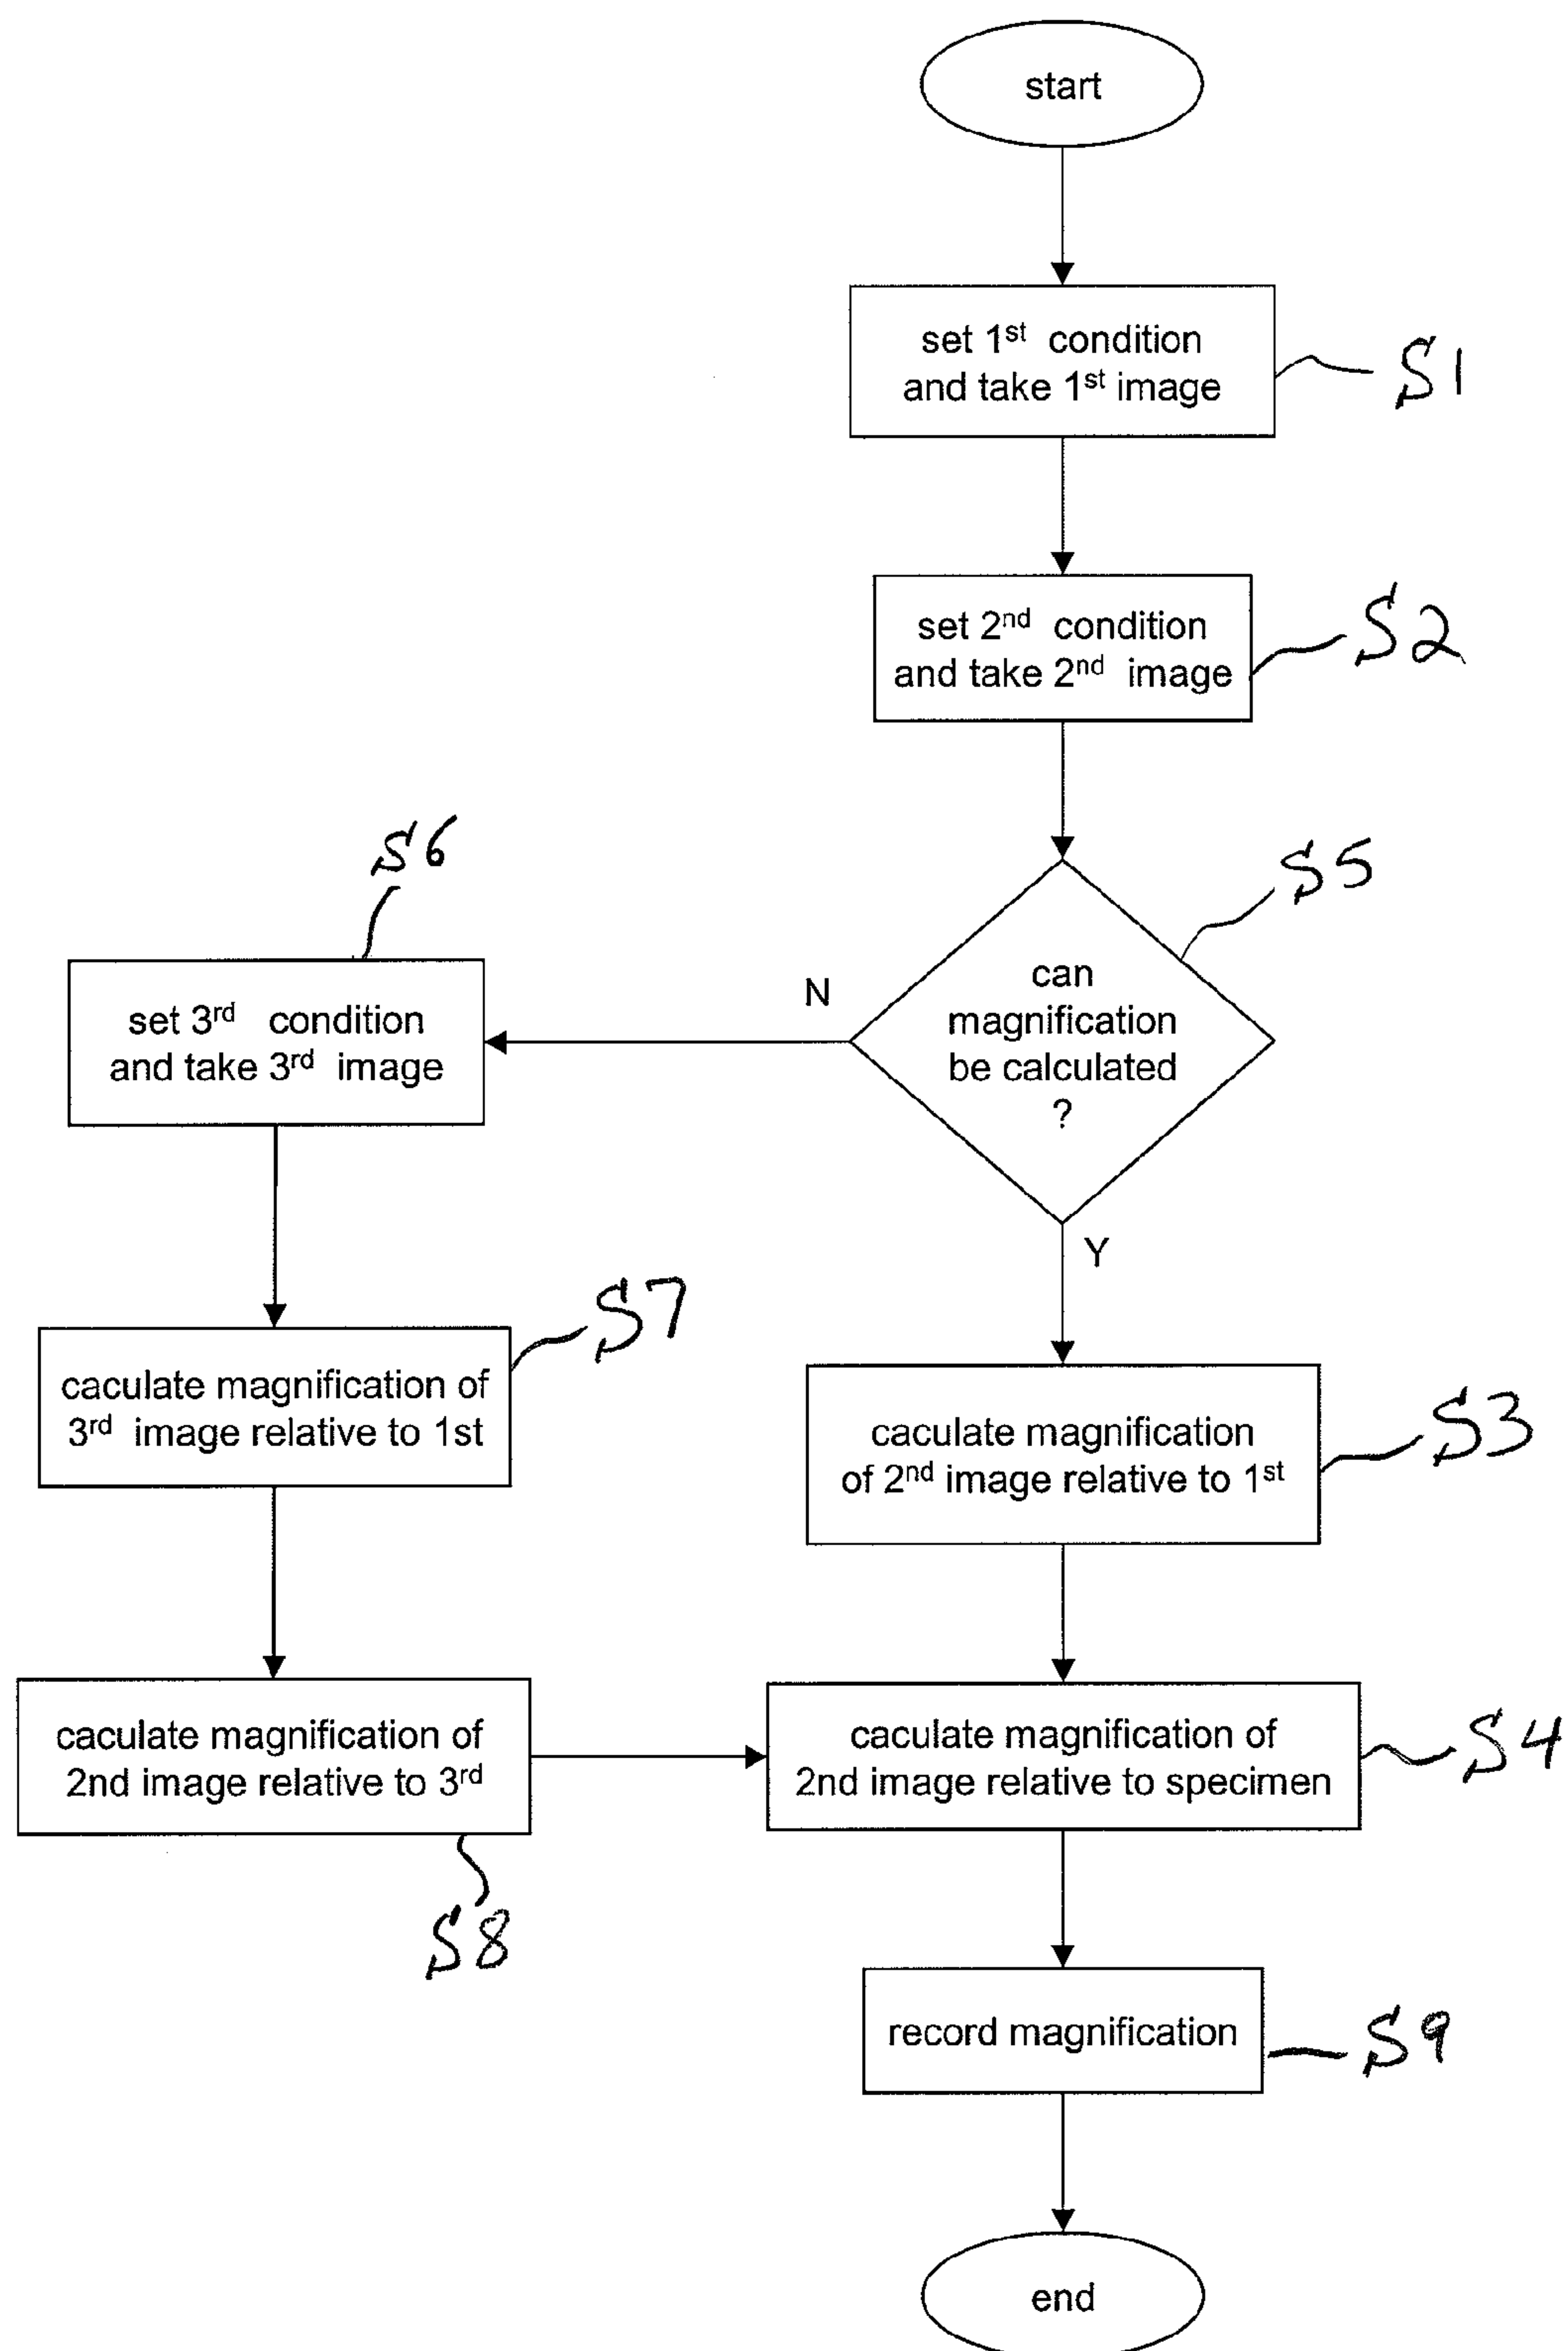 start
set 1st condition
and take 1st image
S1
set 2nd condition
and take 2nd image
S2
can
magnification
be calculated
?
S5
N
Y
S6
set 3rd condition
and take 3rd image
caculate magnification of
3rd image relative to 1st
S7
caculate magnification
of 2nd image relative to 1st
S3
caculate magnification of
2nd image relative to 3rd
S8
caculate magnification of
2nd image relative to specimen
S4
record magnification
S9
end